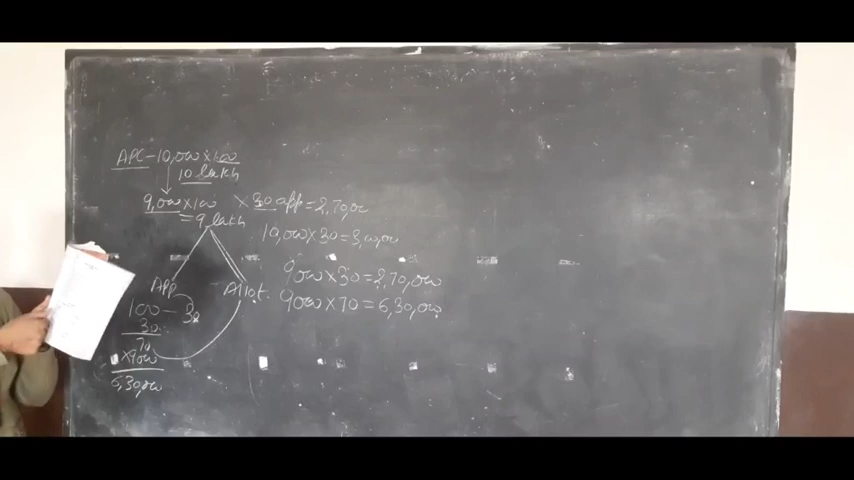 APC-10,000×100
10 lakh
9,000×100 × 30 app = 2,70,00
= 9 lakh
10,000×30=3,00,000
App
Allot.
9000×30=2,70,000
9000×70=6,30,000
100-30
30
70
×9000
6,30,000